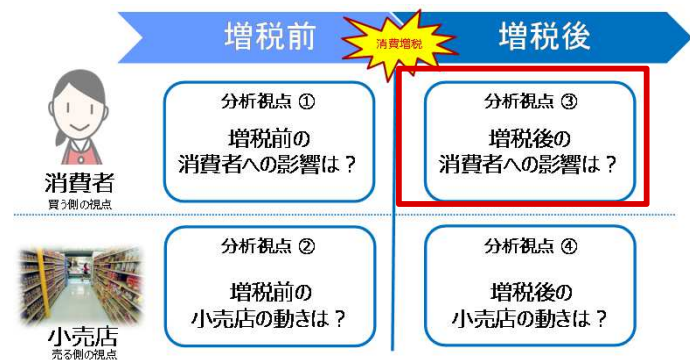 増税前
消費増税
増税後
分析視点 ①
増税前の
消費者への影響は？
分析視点 ③
増税後の
消費者への影響は？
消費者
買う側の視点
分析視点 ②
増税前の
小売店の動きは？
分析視点 ④
増税後の
小売店の動きは？
小売店
売る側の視点